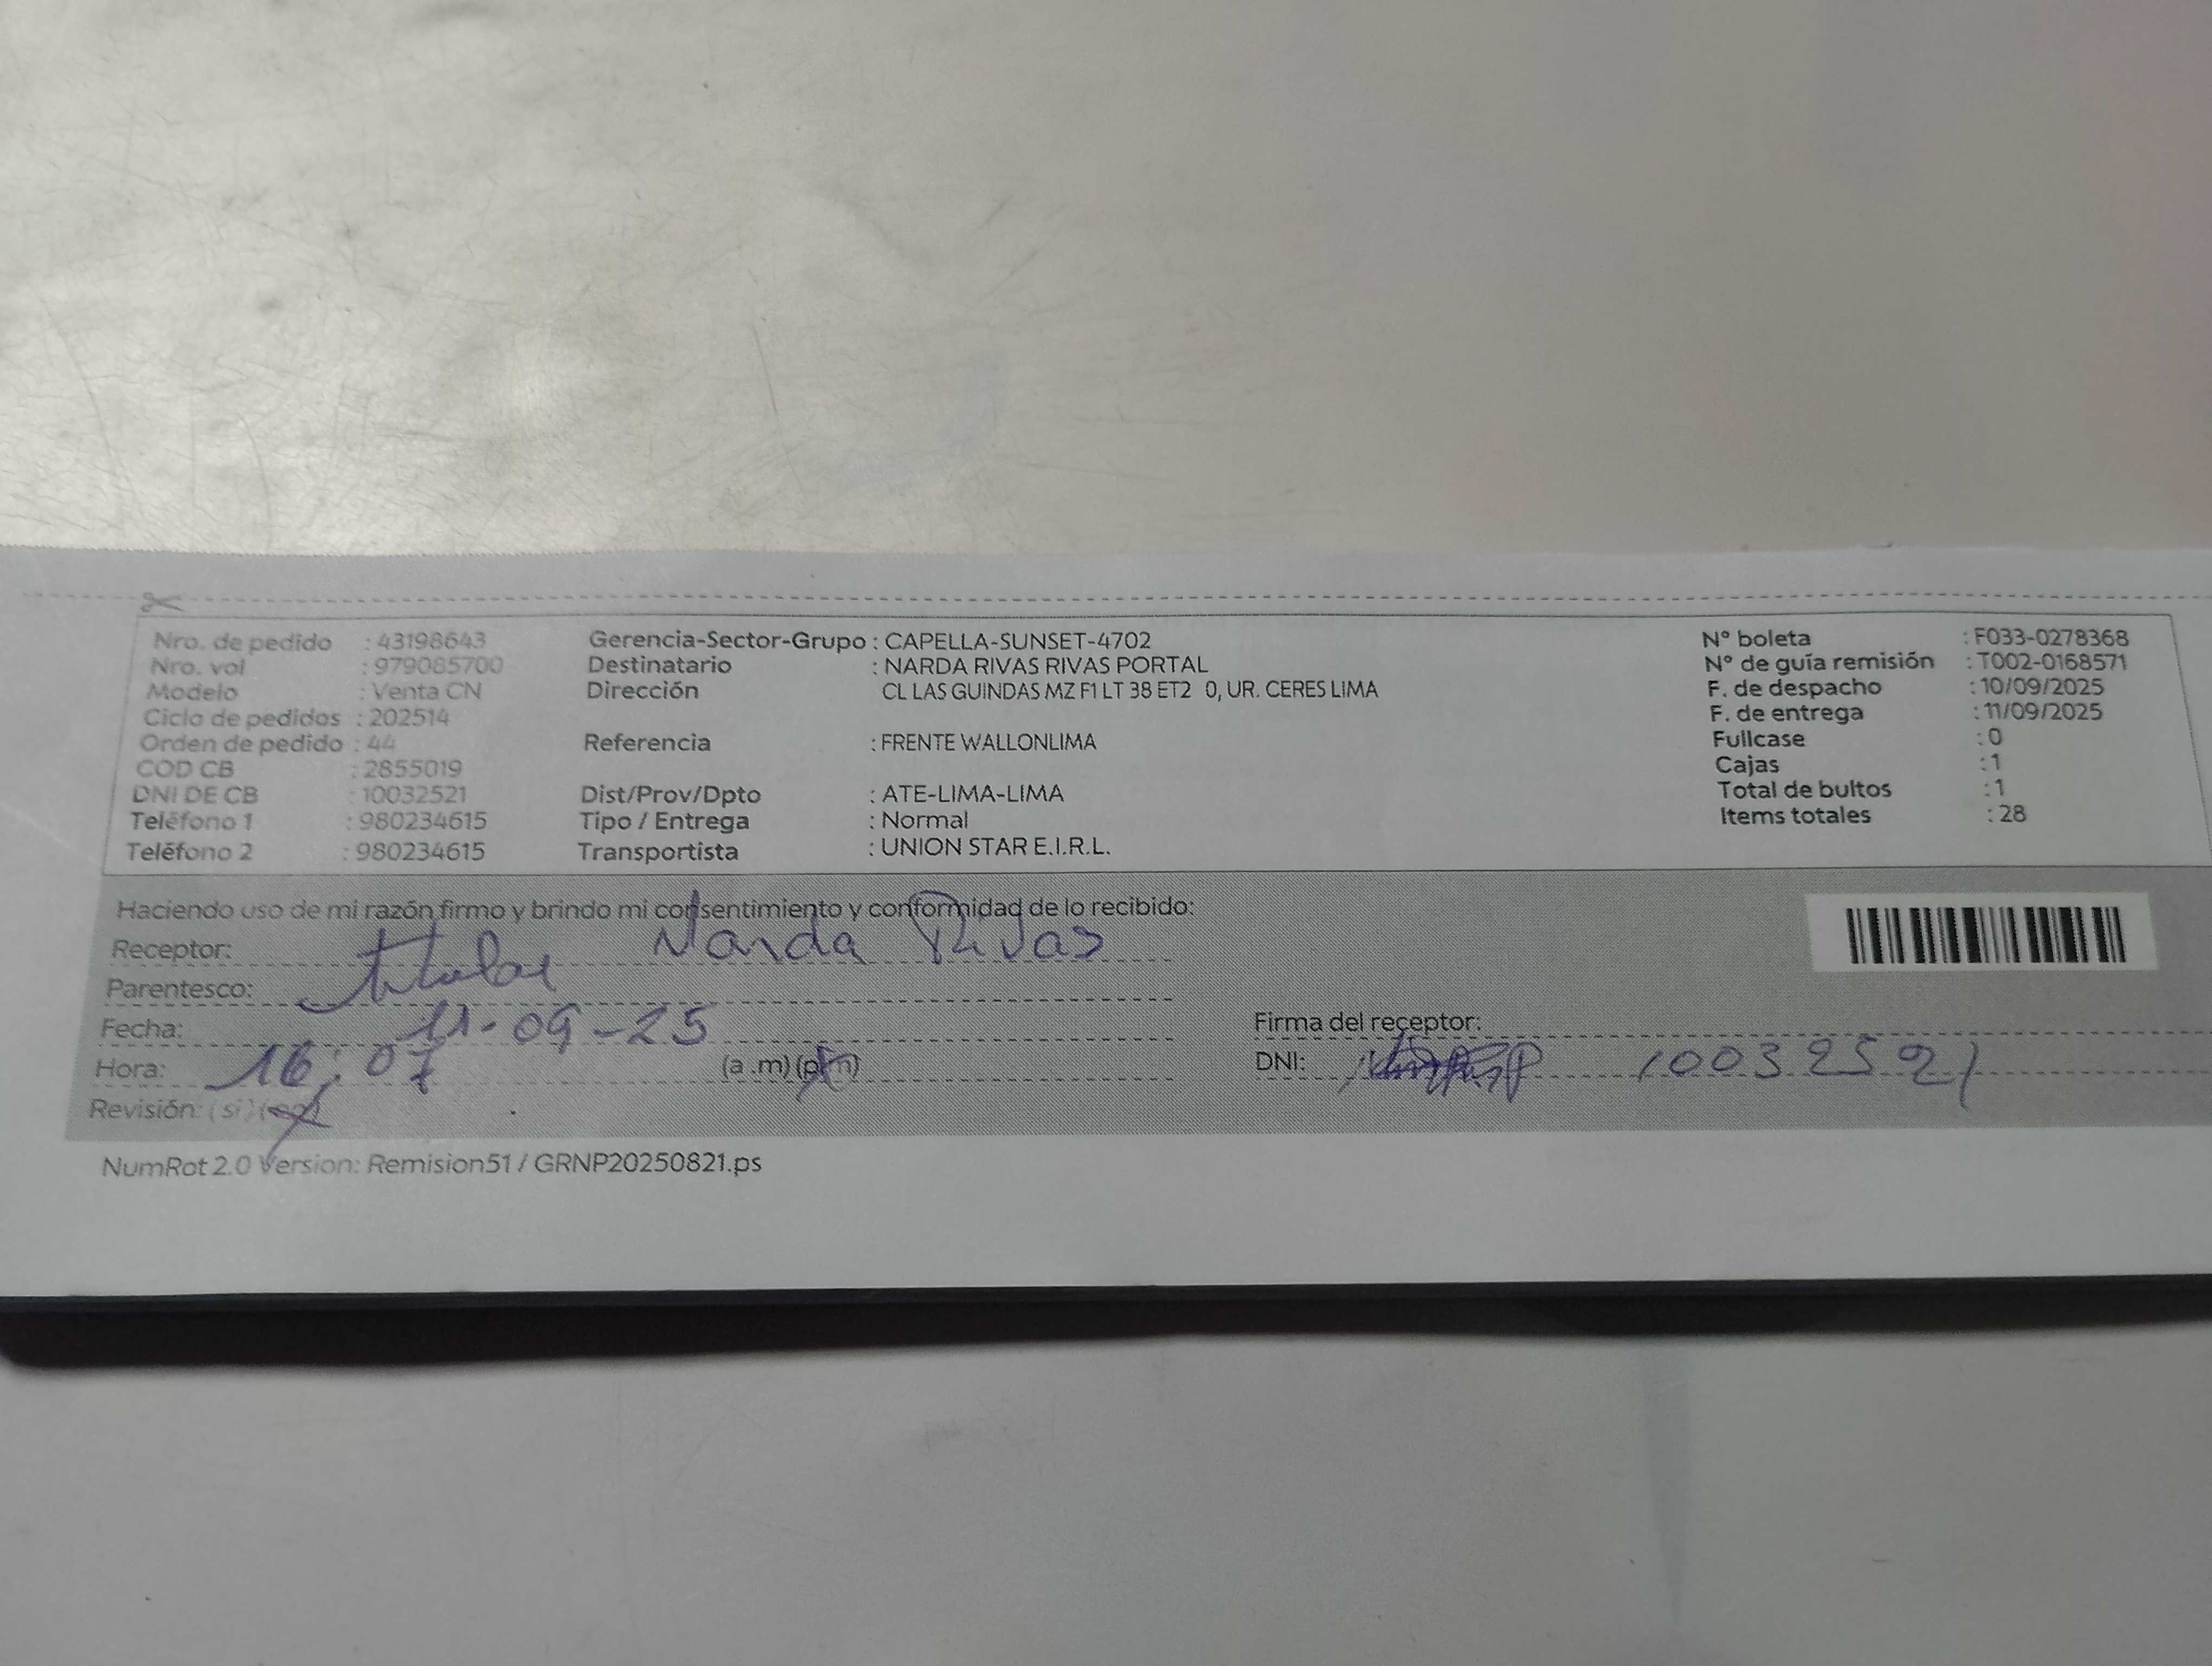 Nro. de pedido : 43198643 Gerencia-Sector-Grupo : CAPELLA-SUNSET-4702 N° boleta : F033-0278368
Nro. vol : 979085700 Destinatario : NARDA RIVAS RIVAS PORTAL N° de guía remisión : T002-0168571
Modelo : Venta CN Dirección CL LAS GUINDAS MZ F1 LT 38 ET2 0, UR. CERES LIMA F. de despacho : 10/09/2025
Ciclo de pedidos : 202514 F. de entrega : 11/09/2025
Orden de pedido : 44 Referencia : FRENTE WALLONLIMA Fullcase : 0
COD CB : 2855019 Cajas : 1
DNI DE CB : 10032521 Dist/Prov/Dpto : ATE-LIMA-LIMA Total de bultos : 1
Teléfono 1 : 980234615 Tipo / Entrega : Normal Items totales : 28
Teléfono 2 : 980234615 Transportista : UNION STAR E.I.R.L.
Haciendo uso de mi razón firmo y brindo mi consentimiento y conformidad de lo recibido:
Receptor: Narda Rivas
Parentesco: titular
Fecha: 11-09-25 Firma del receptor:
Hora: 16:07 (a.m) (pm) DNI: 10032521
Revisión: (si) (no)
NumRot 2.0 Version: Remision51 / GRNP20250821.ps